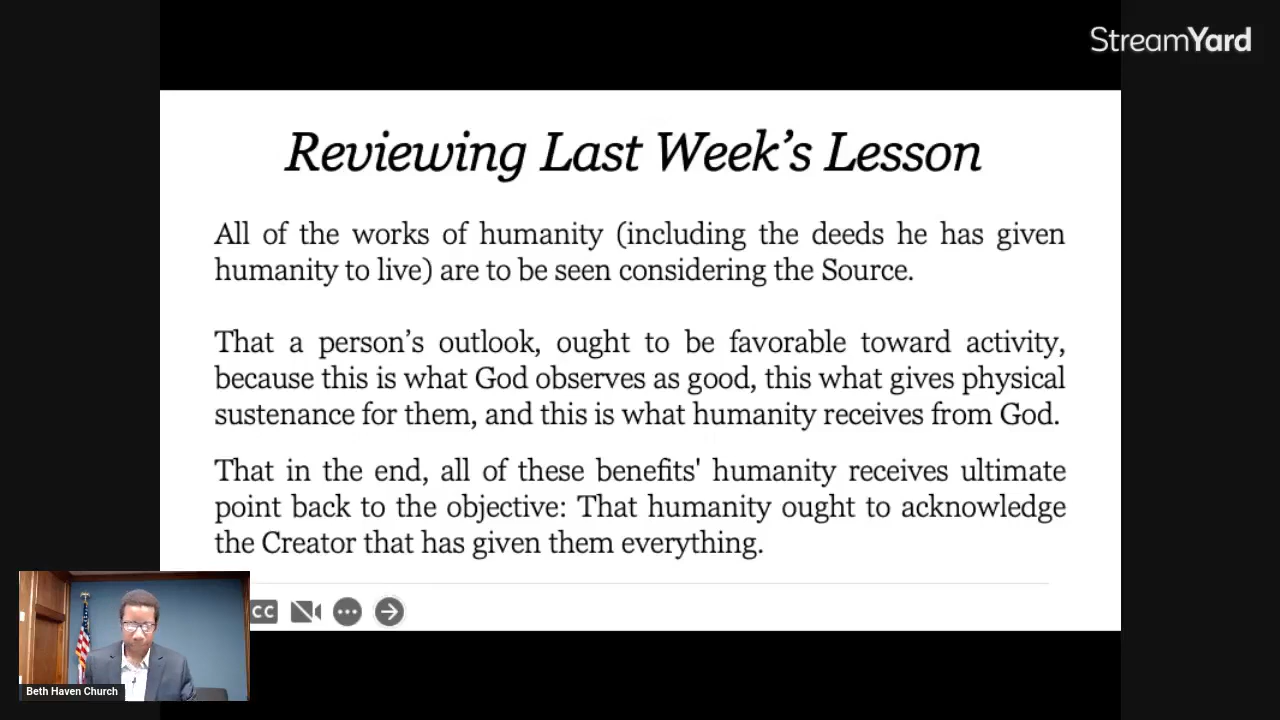 StreamYard
Reviewing Last Week's Lesson
All of the works of humanity (including the deeds he has given
humanity to live) are to be seen considering the Source.
That a person's outlook, ought to be favorable toward activity,
because this is what God observes as good, this what gives physical
sustenance for them, and this is what humanity receives from God.
That in the end, all of these benefits' humanity receives ultimate
point back to the objective: That humanity ought to acknowledge
the Creator that has given them everything.
CC
Beth Haven Church